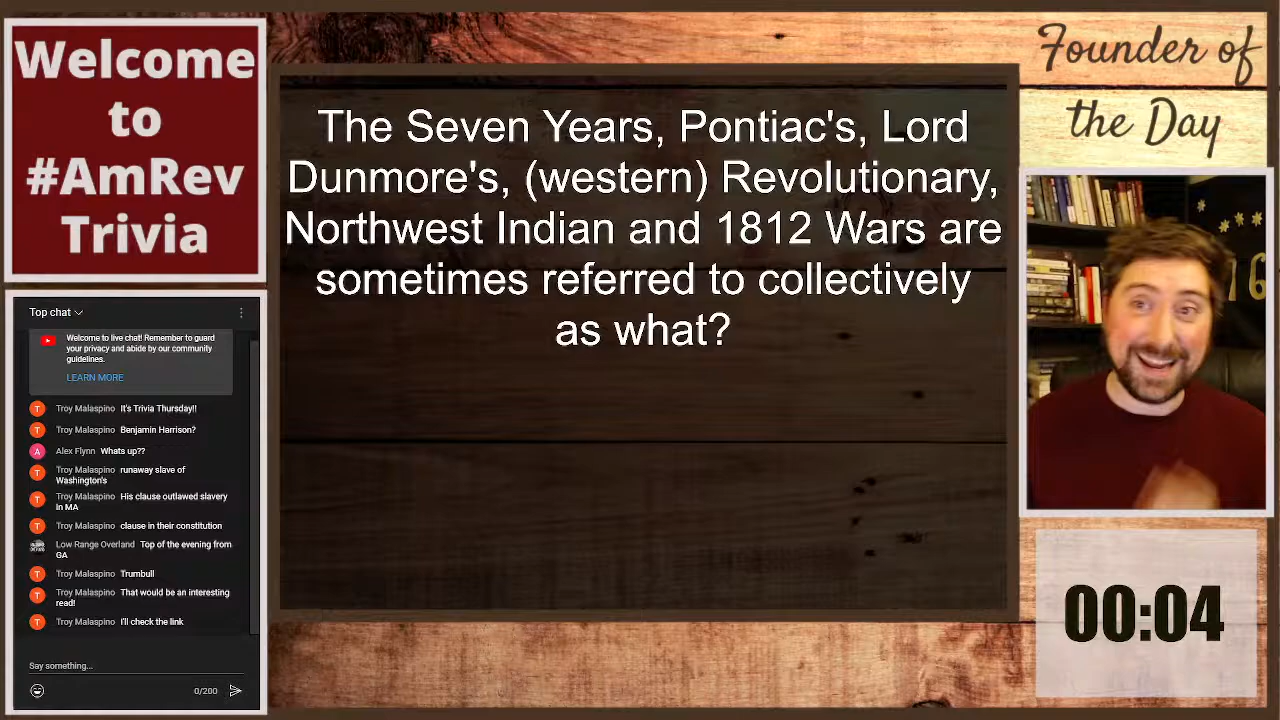 Welcome
to
#AmRev
Trivia
The Seven Years, Pontiac's, Lord
Dunmore's, (western) Revolutionary,
Northwest Indian and 1812 Wars are
sometimes referred to collectively
as what?
Founder of
the Day
Top chat
Welcome to live chat! Remember to guard
your privacy and abide by our community
guidelines.
LEARN MORE
T Troy Malaspino It's Trivia Thursday!!
T Troy Malaspino Benjamin Harrison?
A Alex Flynn Whats up??
T Troy Malaspino runaway slave of
Washington's
T Troy Malaspino His clause outlawed slavery
in MA
T Troy Malaspino clause in their constitution
Low Range Overland Top of the evening from
GA
T Troy Malaspino Trumbull
T Troy Malaspino That would be an interesting
read!
T Troy Malaspino I'll check the link
Say something...
0/200
00:04